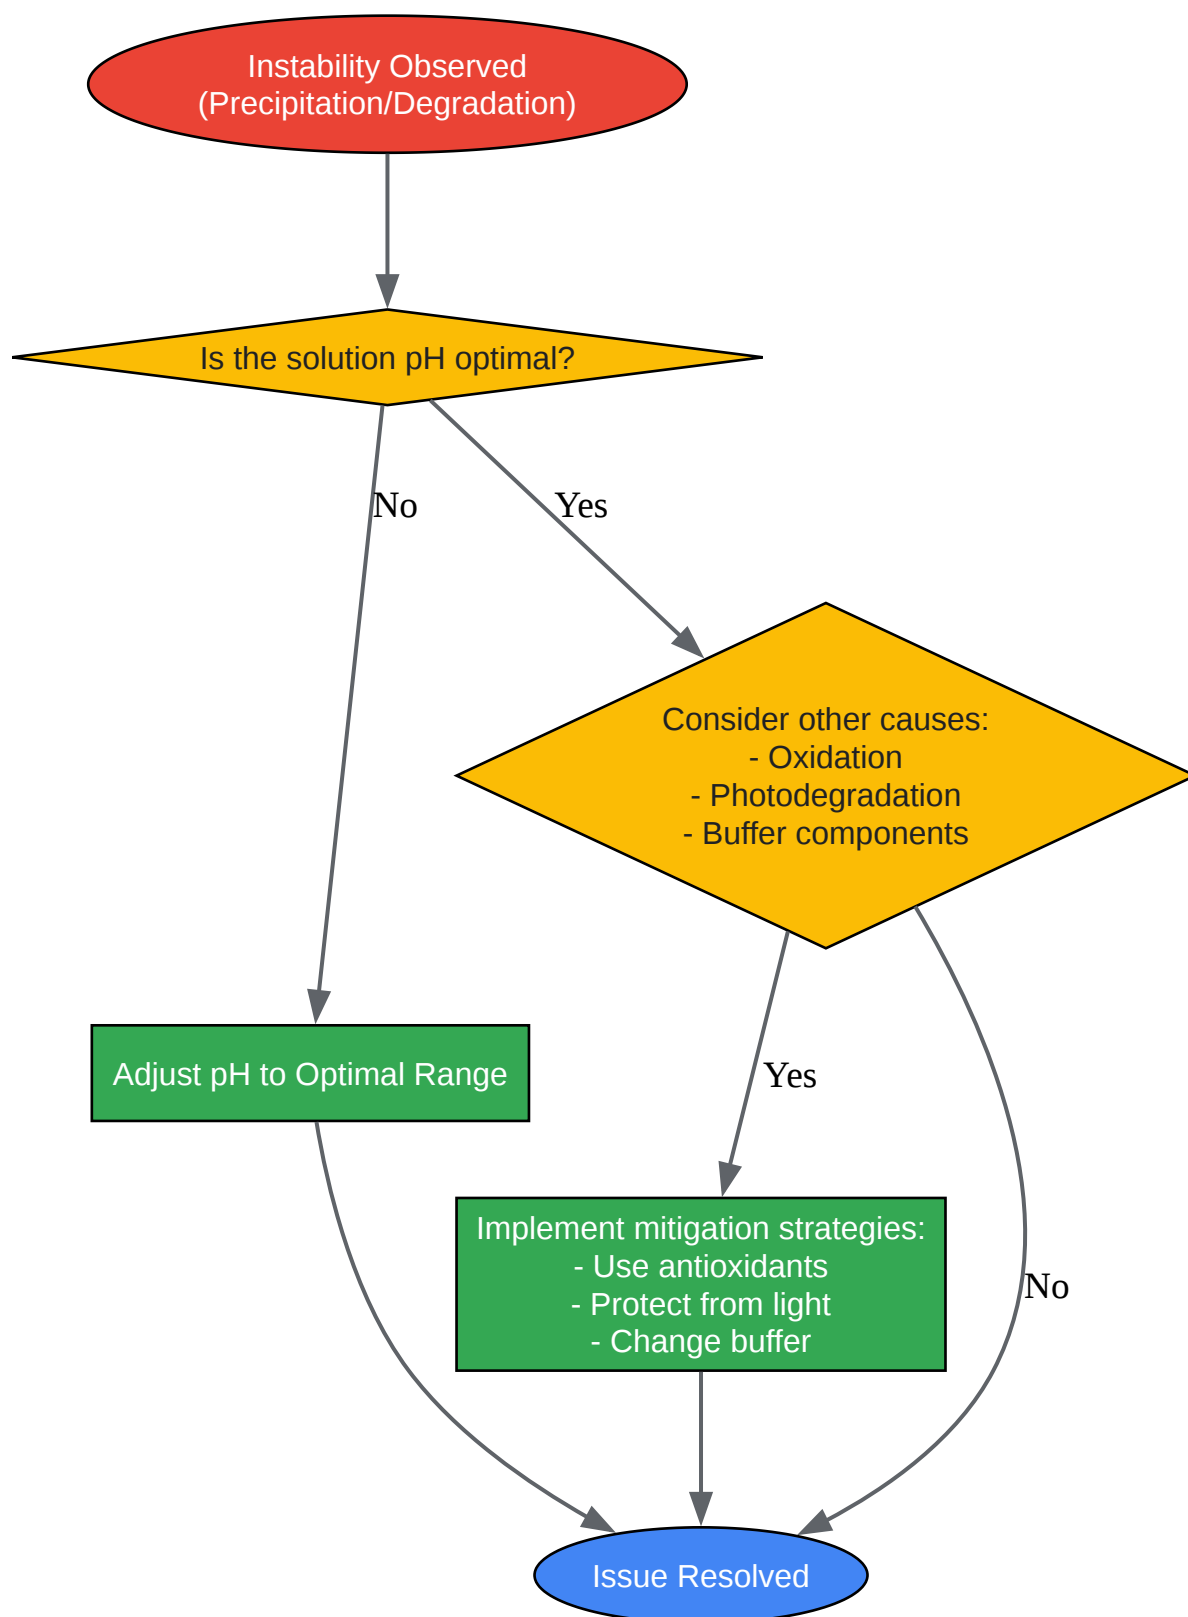 Instability Observed
(Precipitation/Degradation)
Is the solution pH optimal?
No
Yes
Consider other causes:
- Oxidation
- Photodegradation
- Buffer components
Adjust pH to Optimal Range
Yes
Implement mitigation strategies:
- Use antioxidants
- Protect from light
- Change buffer
No
Issue Resolved